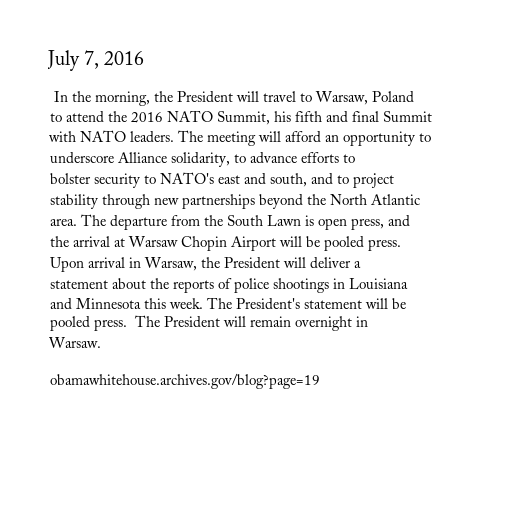 July 7, 2016
In the morning, the President will travel to Warsaw, Poland
to attend the 2016 NATO Summit, his fifth and final Summit
with NATO leaders. The meeting will afford an opportunity to
underscore Alliance solidarity, to advance efforts to
bolster security to NATO's east and south, and to project
stability through new partnerships beyond the North Atlantic
area. The departure from the South Lawn is open press, and
the arrival at Warsaw Chopin Airport will be pooled press.
Upon arrival in Warsaw, the President will deliver a
statement about the reports of police shootings in Louisiana
and Minnesota this week. The President's statement will be
pooled press.  The President will remain overnight in
Warsaw.
obamawhitehouse.archives.gov/blog?page=19